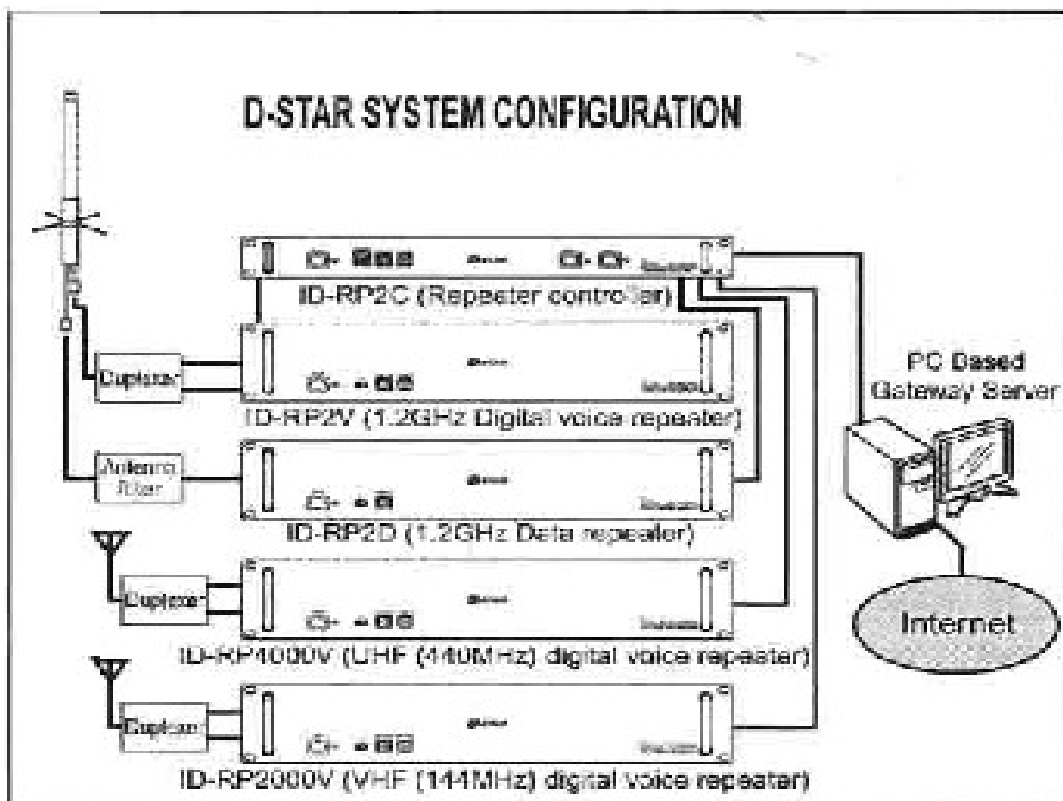 D-STAR SYSTEM CONFIGURATION
ID-RP2C (Repeater controller)
Duplexer
ID-RP2V (1.2GHz Digital voice repeater)
PC Based
Gateway Server
Antenna
filter
ID-RP2D (1.2GHz Data repeater)
Duplexer
ID-RP4000V (UHF (440MHz) digital voice repeater)
Internet
Duplexer
ID-RP2000V (VHF (144MHz) digital voice repeater)